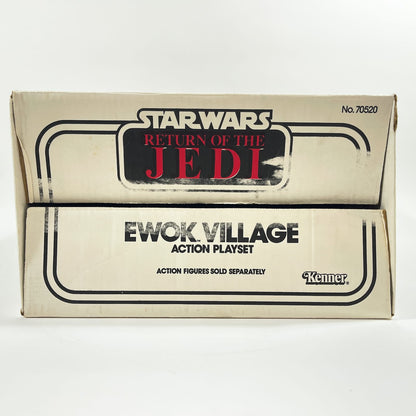 No. 70520
STAR WARS
RETURN OF THE
JEDI
EWOK VILLAGE
ACTION PLAYSET
ACTION FIGURES SOLD SEPARATELY
Kenner